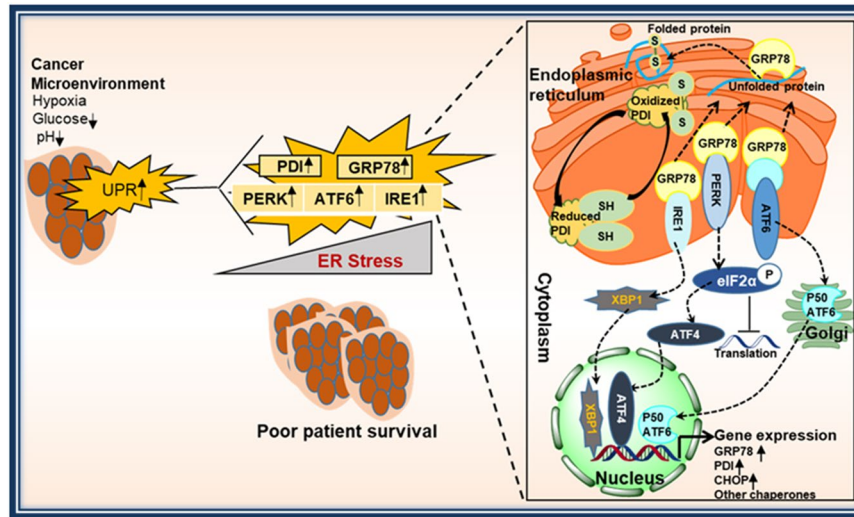 Cancer
Microenvironment
Hypoxia
Glucose↓
pH↓
UPR↑
PDI↑
GRP78↑
PERK↑
ATF6↑
IRE1↑
ER Stress
Poor patient survival
Folded protein
S
S
GRP78
Endoplasmic
reticulum
Unfolded protein
Oxidized
PDI
S
S
GRP78
GRP78
GRP78
Reduced
PDI
SH
SH
IRE1
PERK
ATF6
Cytoplasm
eIF2α
P
XBP1
ATF4
Translation
P50
ATF6
Golgi
XBP1
ATF4
P50
ATF6
Nucleus
Gene expression
GRP78↑
PDI↑
CHOP↑
Other chaperones